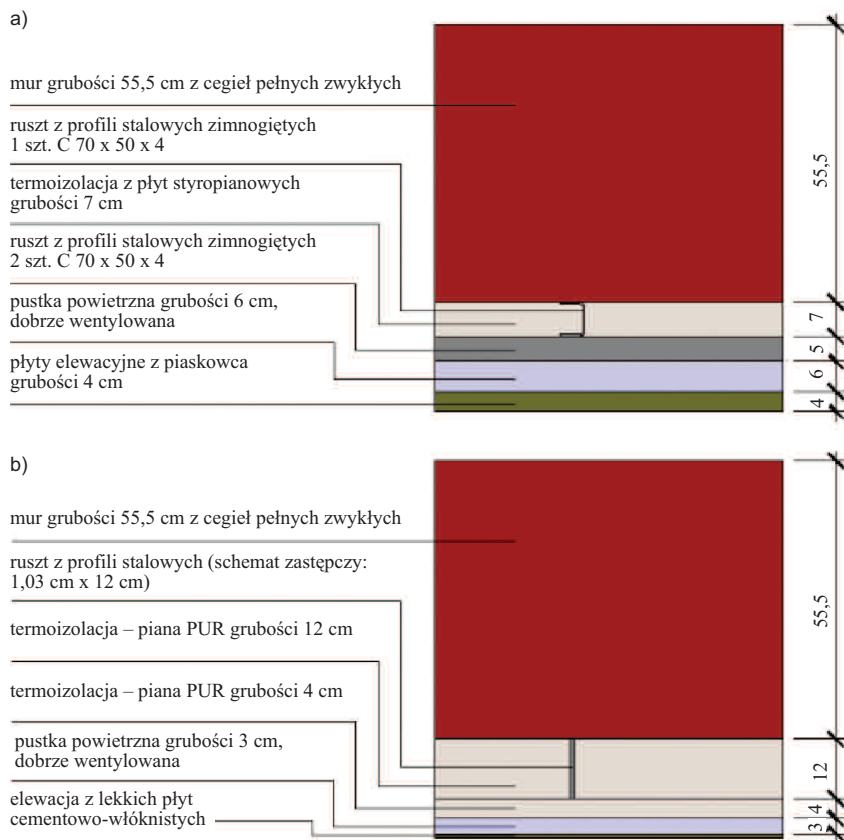 a)
mur grubości 55,5 cm z cegieł pełnych zwykłych
ruszt z profili stalowych zimnogiętych
1 szt. C 70 x 50 x 4
termoizolacja z płyt styropianowych
grubości 7 cm
ruszt z profili stalowych zimnogiętych
2 szt. C 70 x 50 x 4
pustka powietrzna grubości 6 cm,
dobrze wentylowana
płyty elewacyjne z piaskowca
grubości 4 cm
55,5
7
5
6
4
b)
mur grubości 55,5 cm z cegieł pełnych zwykłych
ruszt z profili stalowych (schemat zastępczy:
1,03 cm x 12 cm)
termoizolacja – piana PUR grubości 12 cm
termoizolacja – piana PUR grubości 4 cm
pustka powietrzna grubości 3 cm,
dobrze wentylowana
elewacja z lekkich płyt
cementowo-włóknistych
55,5
12
4
3